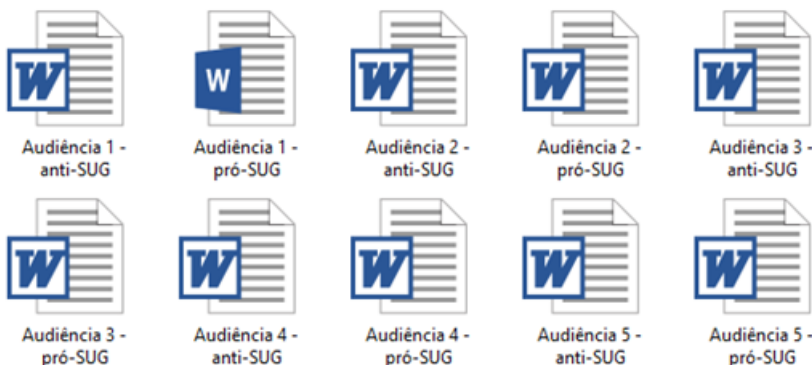 Audiência 1 -
anti-SUG
Audiência 1 -
pró-SUG
Audiência 2 -
anti-SUG
Audiência 2 -
pró-SUG
Audiência 3 -
anti-SUG
Audiência 3 -
pró-SUG
Audiência 4 -
anti-SUG
Audiência 4 -
pró-SUG
Audiência 5 -
anti-SUG
Audiência 5 -
pró-SUG